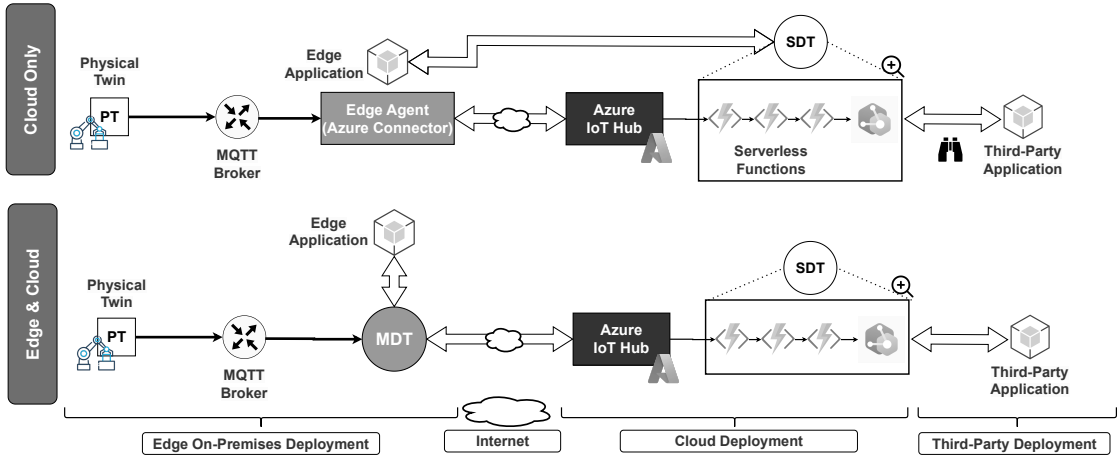 Cloud Only
Physical
Twin
PT
MQTT
Broker
Edge
Application
Edge Agent
(Azure Connector)
Azure
IoT Hub
SDT
Serverless
Functions
Third-Party
Application
Edge & Cloud
Physical
Twin
PT
MQTT
Broker
Edge
Application
MDT
Azure
IoT Hub
SDT
Third-Party
Application
Edge On-Premises Deployment
Internet
Cloud Deployment
Third-Party Deployment